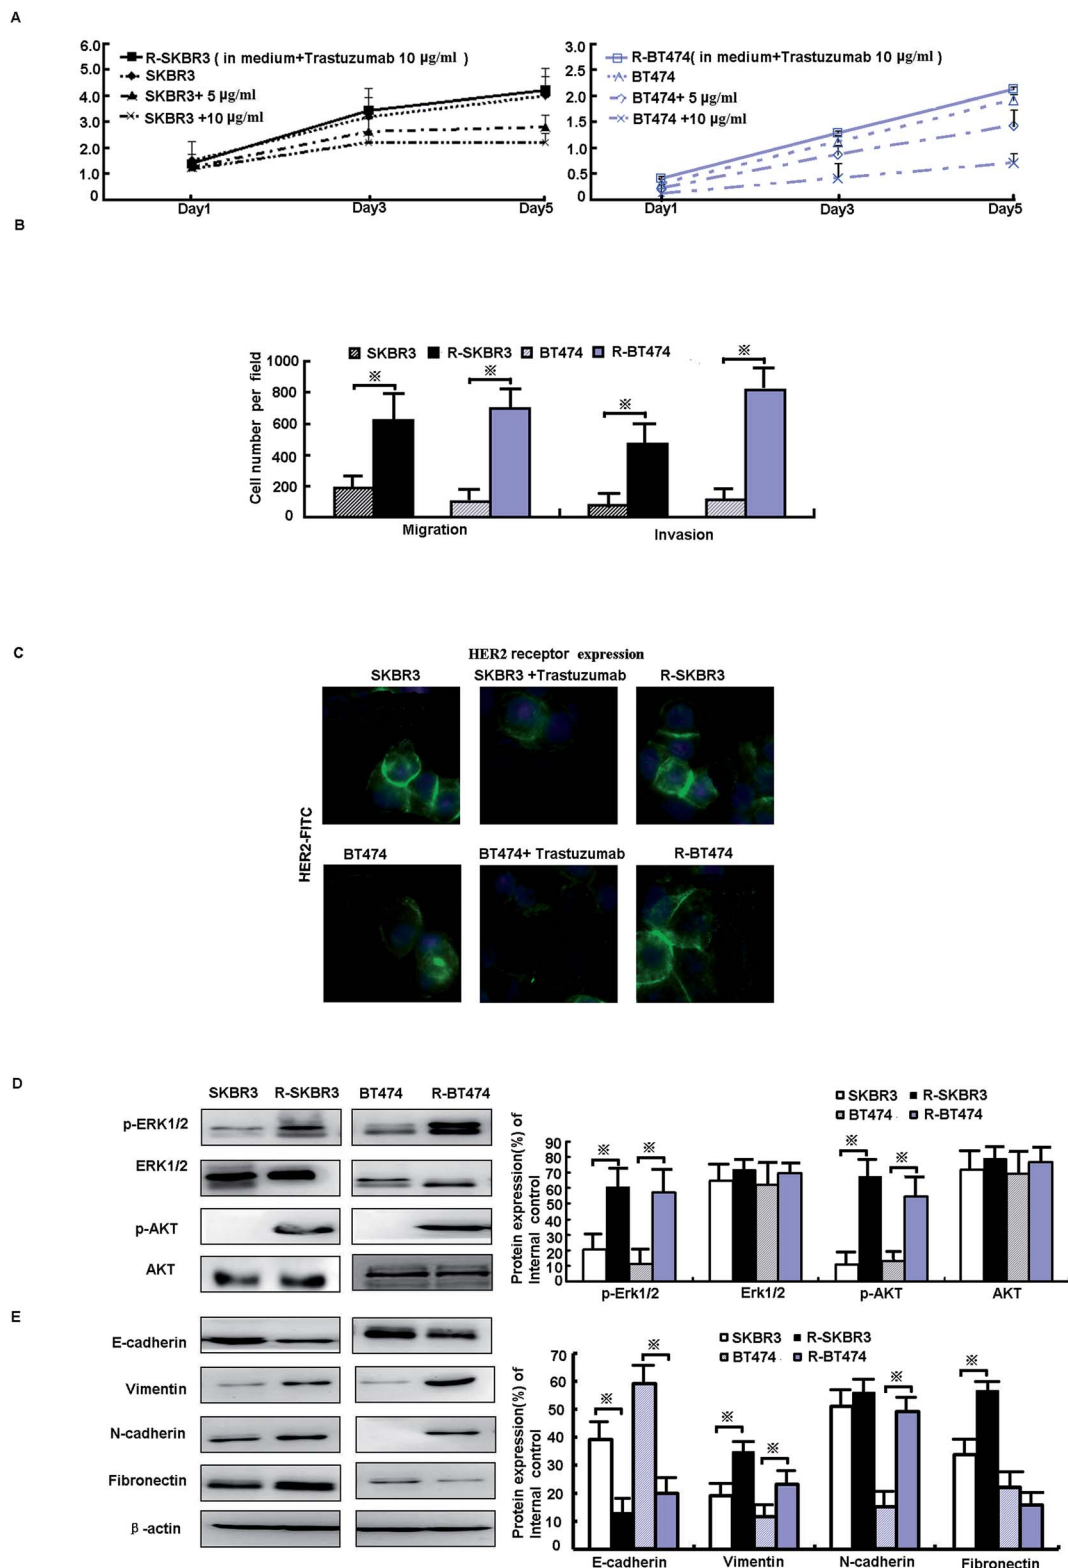 A
6.0
5.0
4.0
2.0
1.0
0
R-SKBR3 ( in medium+Trastuzumab 10 µg/ml )
SKBR3
SKBR3+ 5 µg/ml
SKBR3 +10 µg/ml
Day1 Day3 Day5
3.0
2.5
2.0
1.5
1.0
0.5
0
R-BT474( in medium+Trastuzumab 10 µg/ml )
BT474
BT474+ 5 µg/ml
BT474 +10 µg/ml
Day1 Day3 Day5
B
SKBR3 R-SKBR3 BT474 R-BT474
Cell number per field
1000
800
600
400
200
0
※ ※ ※ ※
Migration Invasion
C
HER2 receptor expression
SKBR3 SKBR3 +Trastuzumab R-SKBR3
HER2-FITC
BT474 BT474+ Trastuzumab R-BT474
D
SKBR3 R-SKBR3 BT474 R-BT474
p-ERK1/2
ERK1/2
p-AKT
AKT
SKBR3 R-SKBR3
BT474 R-BT474
Protein expression(%) of
Internal control
90
80
70
60
50
40
30
20
10
0
※ ※ ※ ※
p-Erk1/2 Erk1/2 p-AKT AKT
E
E-cadherin
Vimentin
N-cadherin
Fibronectin
β-actin
SKBR3 R-SKBR3
BT474 R-BT474
Protein expression(%) of
Internal control
70
60
50
40
30
20
10
0
※ ※ ※ ※ ※ ※
E-cadherin Vimentin N-cadherin Fibronectin